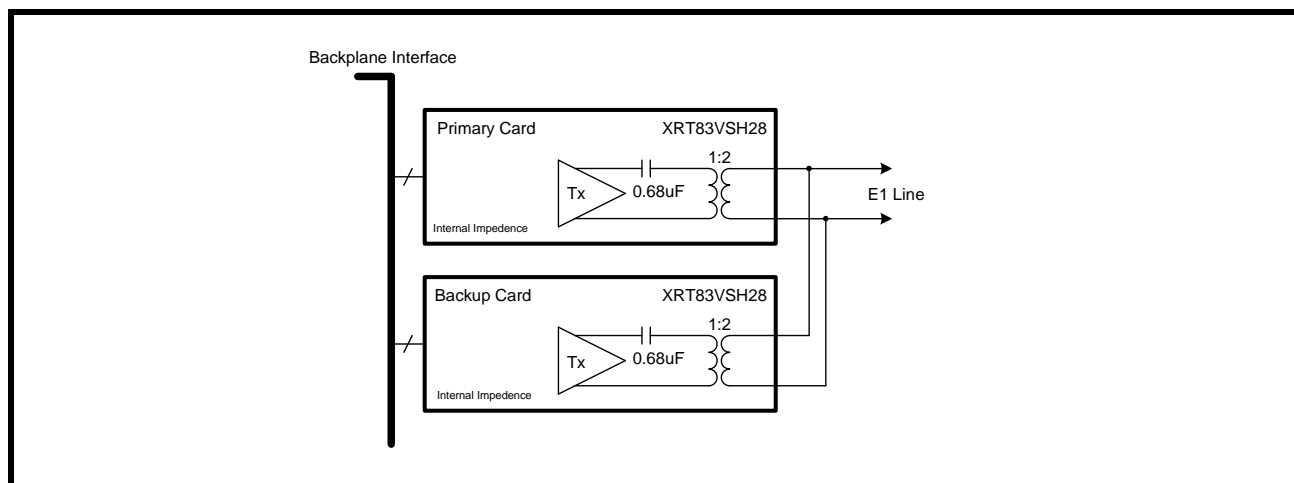 Backplane Interface
Primary Card
XRT83VSH28
1:2
Tx
0.68uF
Internal Impedence
E1 Line
Backup Card
XRT83VSH28
1:2
Tx
0.68uF
Internal Impedence